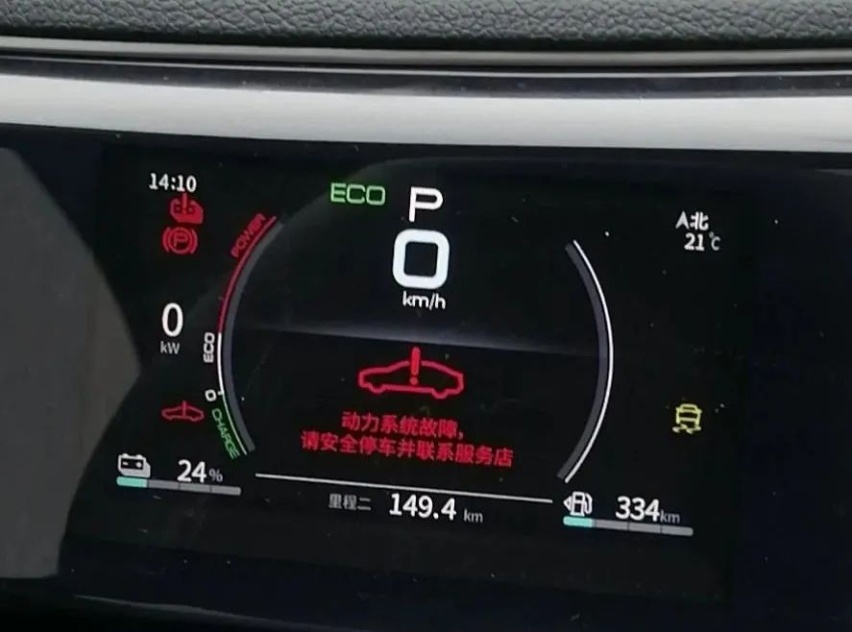 14:10
ECO
P
A北
21℃
POWER
0
km/h
0
kW
ECO
0
CHARGE
动力系统故障,
请安全停车并联系服务店
24%
里程二 149.4 km
334km